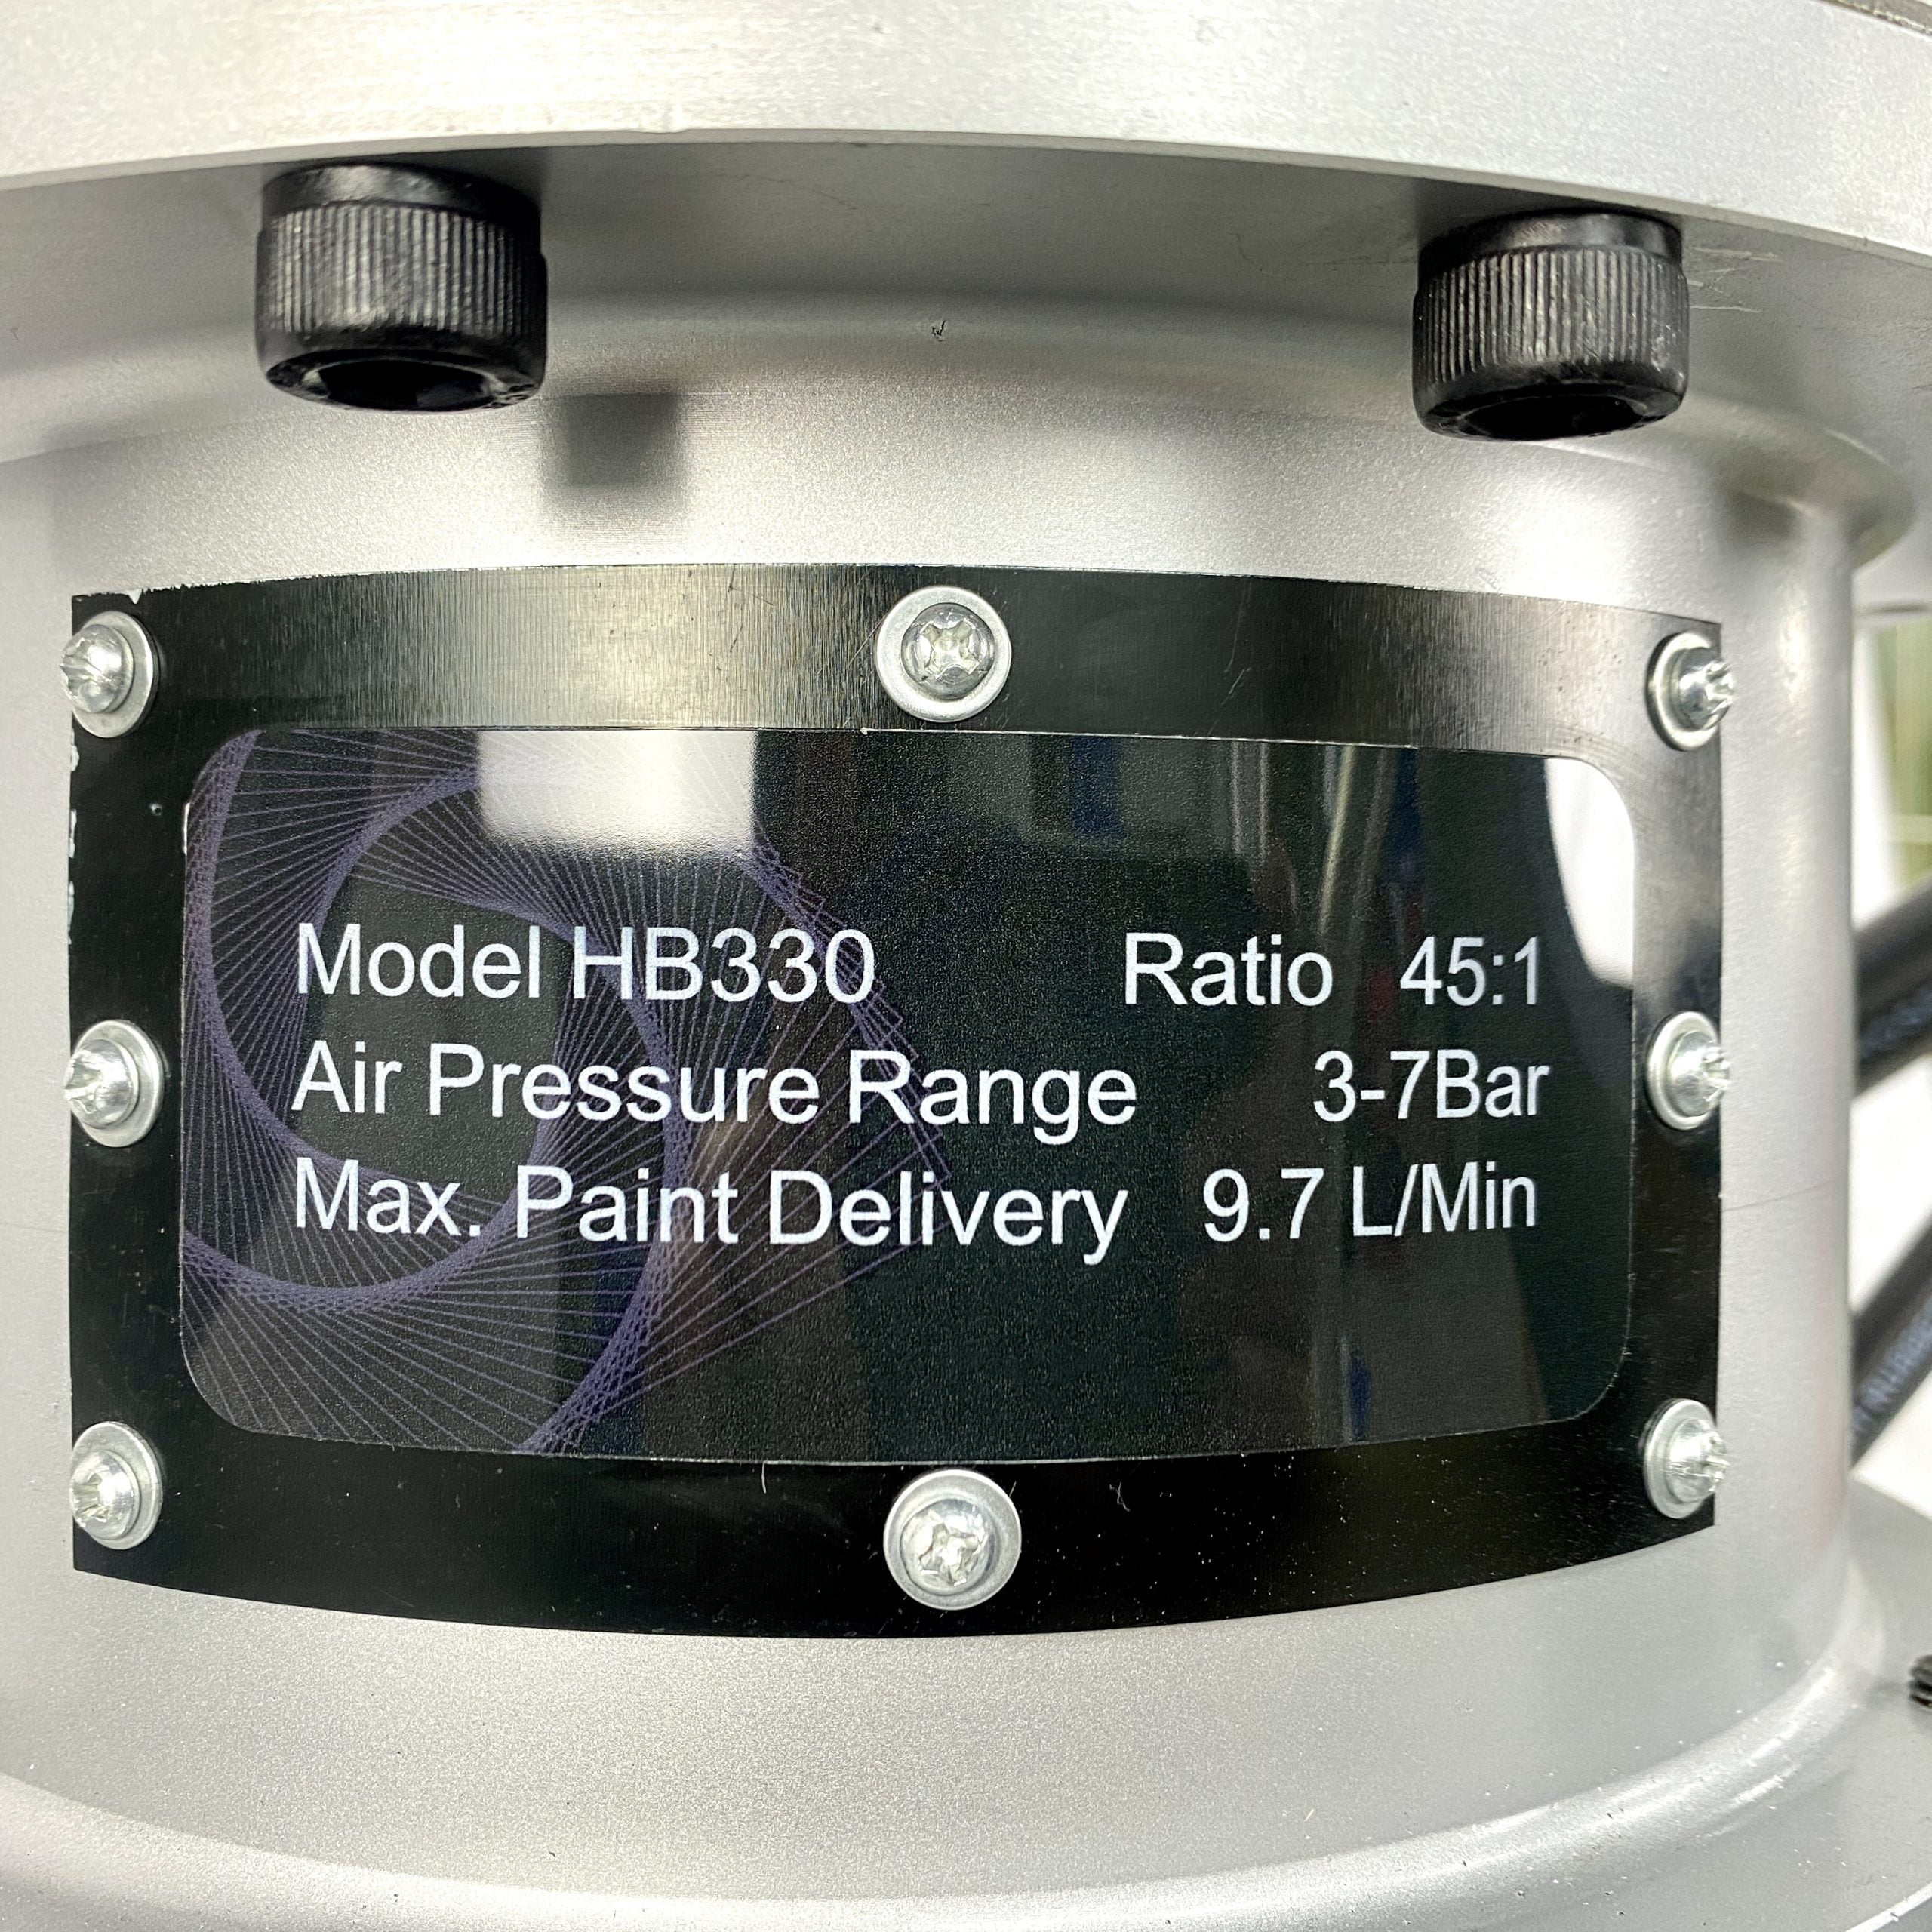 Model HB330 Ratio 45:1
Air Pressure Range 3-7Bar
Max. Paint Delivery 9.7 L/Min